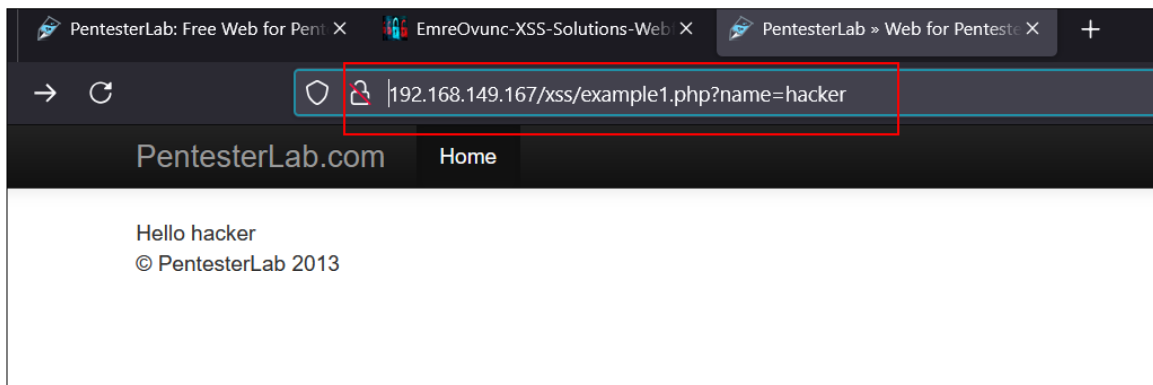 PentesterLab: Free Web for Pent
EmreOvunc-XSS-Solutions-Web
PentesterLab » Web for Penteste
192.168.149.167/xss/example1.php?name=hacker
PentesterLab.com
Home
Hello hacker
© PentesterLab 2013